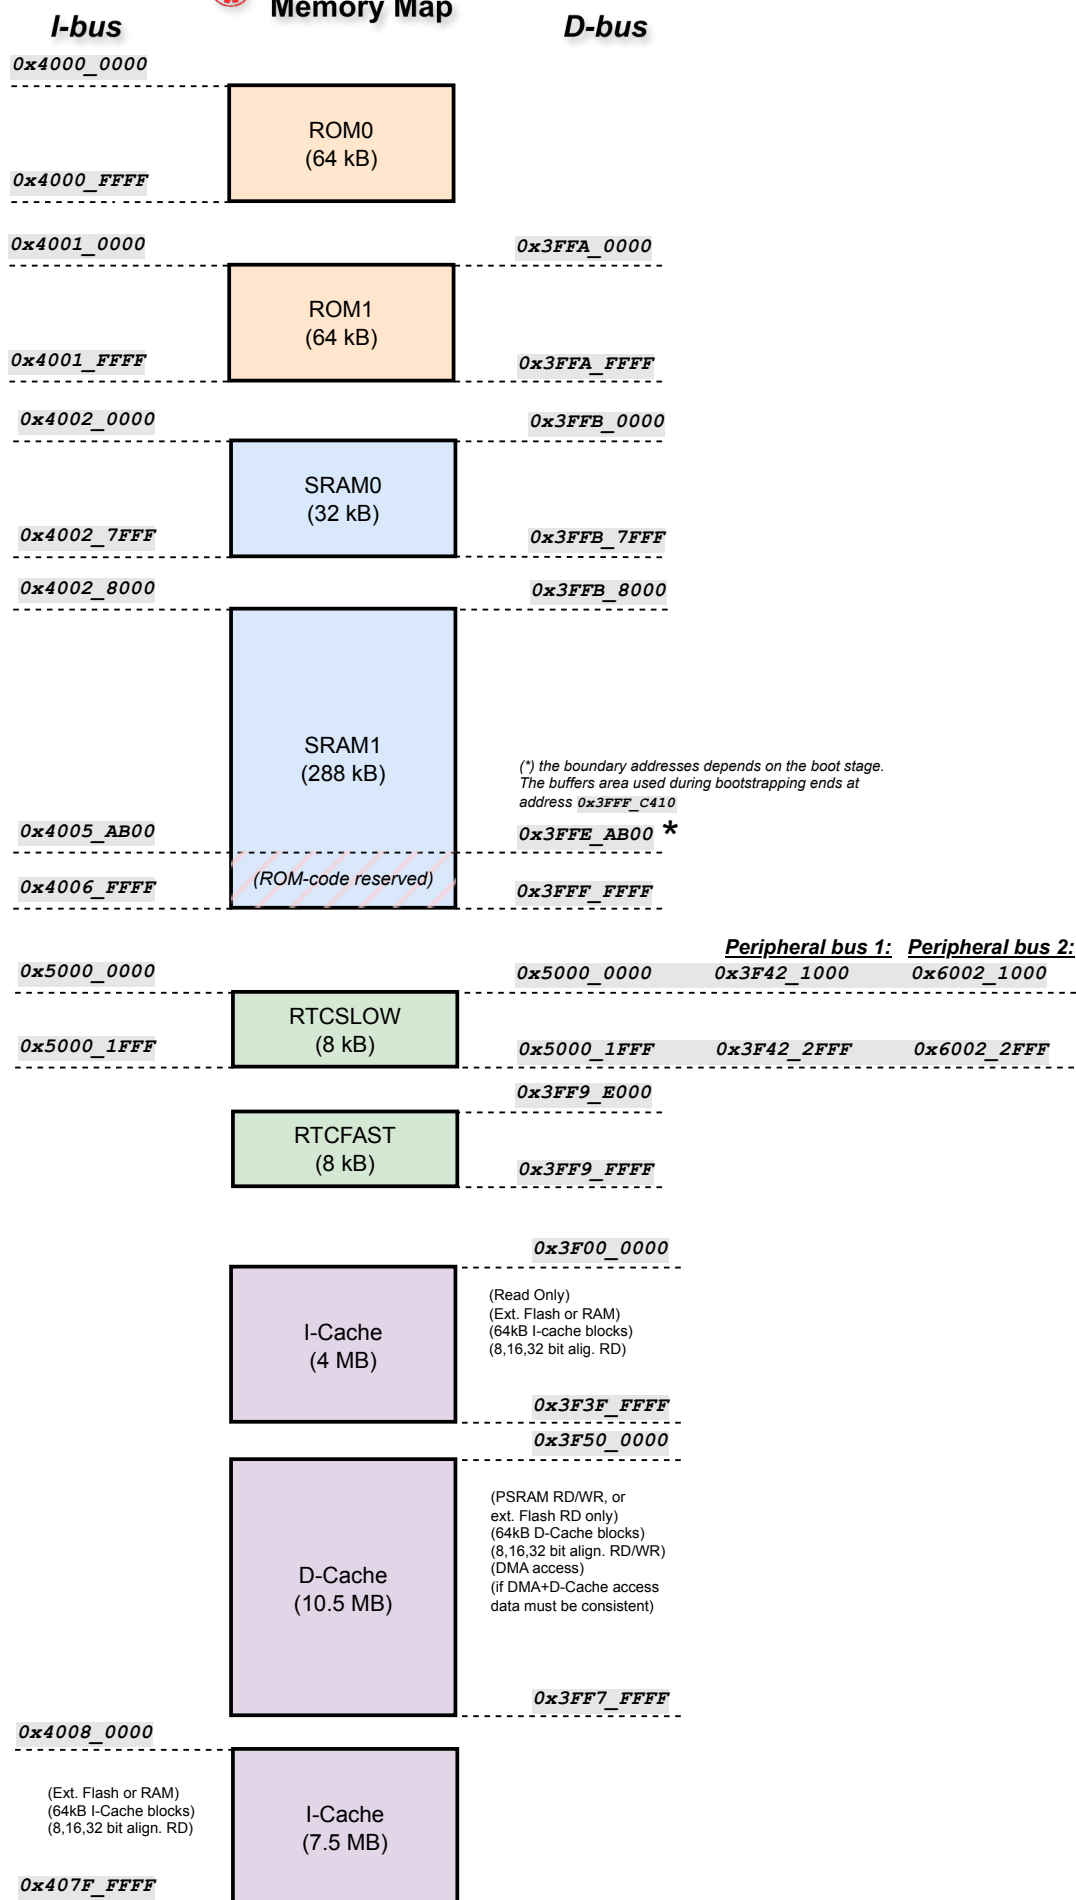 Memory Map
I-bus D-bus
0x4000_0000
ROM0
(64 kB)
0x4000_FFFF
0x4001_0000 0x3FFA_0000
ROM1
(64 kB)
0x4001_FFFF 0x3FFA_FFFF
0x4002_0000 0x3FFB_0000
SRAM0
(32 kB)
0x4002_7FFF 0x3FFB_7FFF
0x4002_8000 0x3FFB_8000
SRAM1
(288 kB)
(*) the boundary addresses depends on the boot stage.
The buffers area used during bootstrapping ends at
address 0x3FFF_C410
0x4005_AB00 0x3FFE_AB00 *
(ROM-code reserved)
0x4006_FFFF 0x3FFF_FFFF
Peripheral bus 1: Peripheral bus 2:
0x5000_0000 0x5000_0000 0x3F42_1000 0x6002_1000
RTCSLOW
(8 kB)
0x5000_1FFF 0x5000_1FFF 0x3F42_2FFF 0x6002_2FFF
0x3FF9_E000
RTCFAST
(8 kB)
0x3FF9_FFFF
0x3F00_0000
I-Cache
(4 MB)
(Read Only)
(Ext. Flash or RAM)
(64kB I-cache blocks)
(8,16,32 bit alig. RD)
0x3F3F_FFFF
0x3F50_0000
D-Cache
(10.5 MB)
(PSRAM RD/WR, or
ext. Flash RD only)
(64kB D-Cache blocks)
(8,16,32 bit align. RD/WR)
(DMA access)
(if DMA+D-Cache access
data must be consistent)
0x3FF7_FFFF
0x4008_0000
(Ext. Flash or RAM)
(64kB I-Cache blocks)
(8,16,32 bit align. RD)
I-Cache
(7.5 MB)
0x407F_FFFF